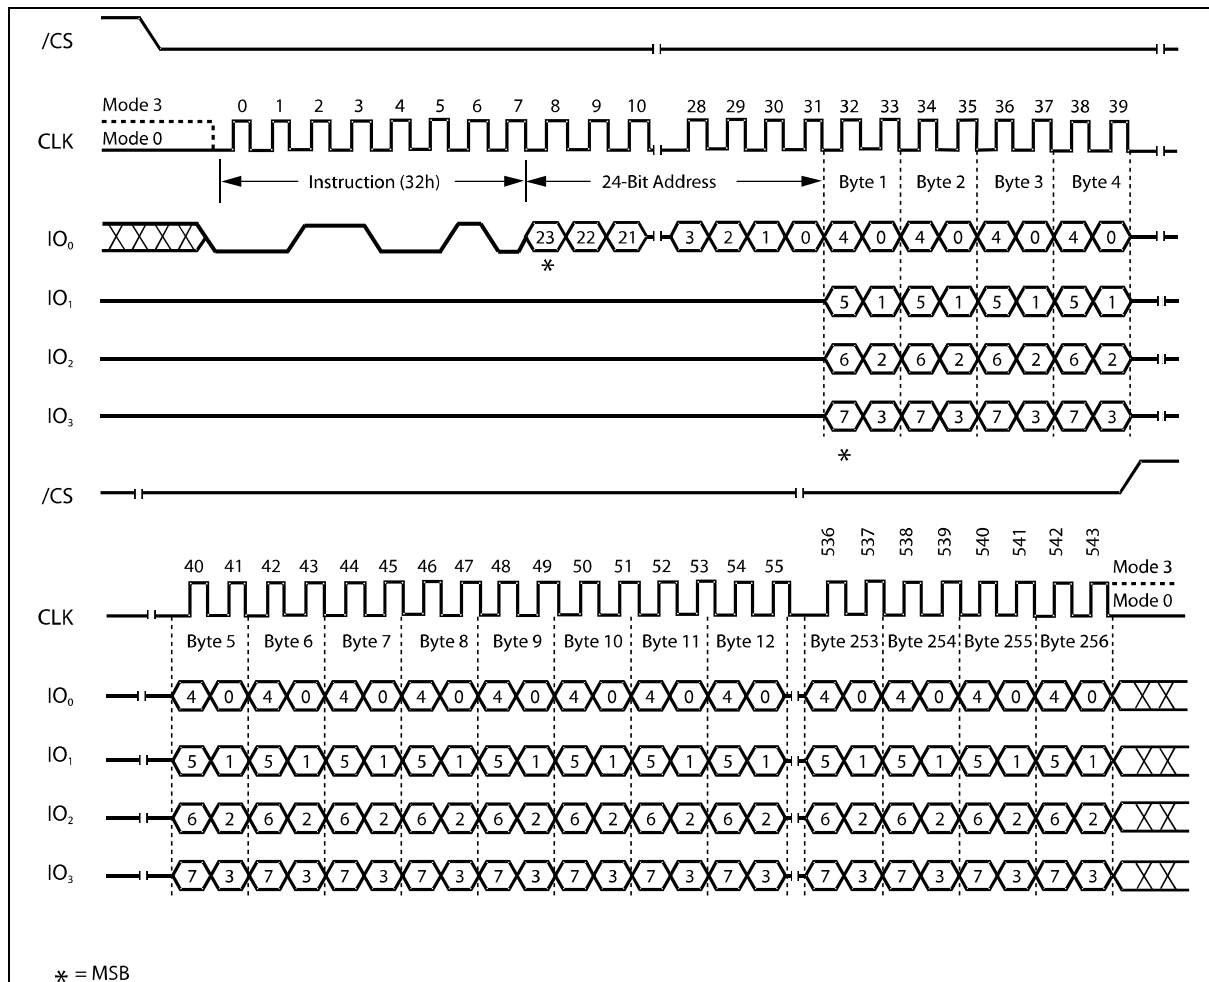 /CS
Mode 3
0 1 2 3 4 5 6 7 8 9 10 28 29 30 31 32 33 34 35 36 37 38 39
CLK
Mode 0
Instruction (32h) 24-Bit Address Byte 1 Byte 2 Byte 3 Byte 4
IO₀ 23 22 21 3 2 1 0 4 0 4 0 4 0 4 0
*
IO₁ 5 1 5 1 5 1 5 1
IO₂ 6 2 6 2 6 2 6 2
IO₃ 7 3 7 3 7 3 7 3
*
/CS
536 537 538 539 540 541 542 543
40 41 42 43 44 45 46 47 48 49 50 51 52 53 54 55 Mode 3
CLK Mode 0
Byte 5 Byte 6 Byte 7 Byte 8 Byte 9 Byte 10 Byte 11 Byte 12 Byte 253 Byte 254 Byte 255 Byte 256
IO₀ 4 0 4 0 4 0 4 0 4 0 4 0 4 0 4 0 4 0 4 0 4 0 4 0
IO₁ 5 1 5 1 5 1 5 1 5 1 5 1 5 1 5 1 5 1 5 1 5 1 5 1
IO₂ 6 2 6 2 6 2 6 2 6 2 6 2 6 2 6 2 6 2 6 2 6 2 6 2
IO₃ 7 3 7 3 7 3 7 3 7 3 7 3 7 3 7 3 7 3 7 3 7 3 7 3
* = MSB